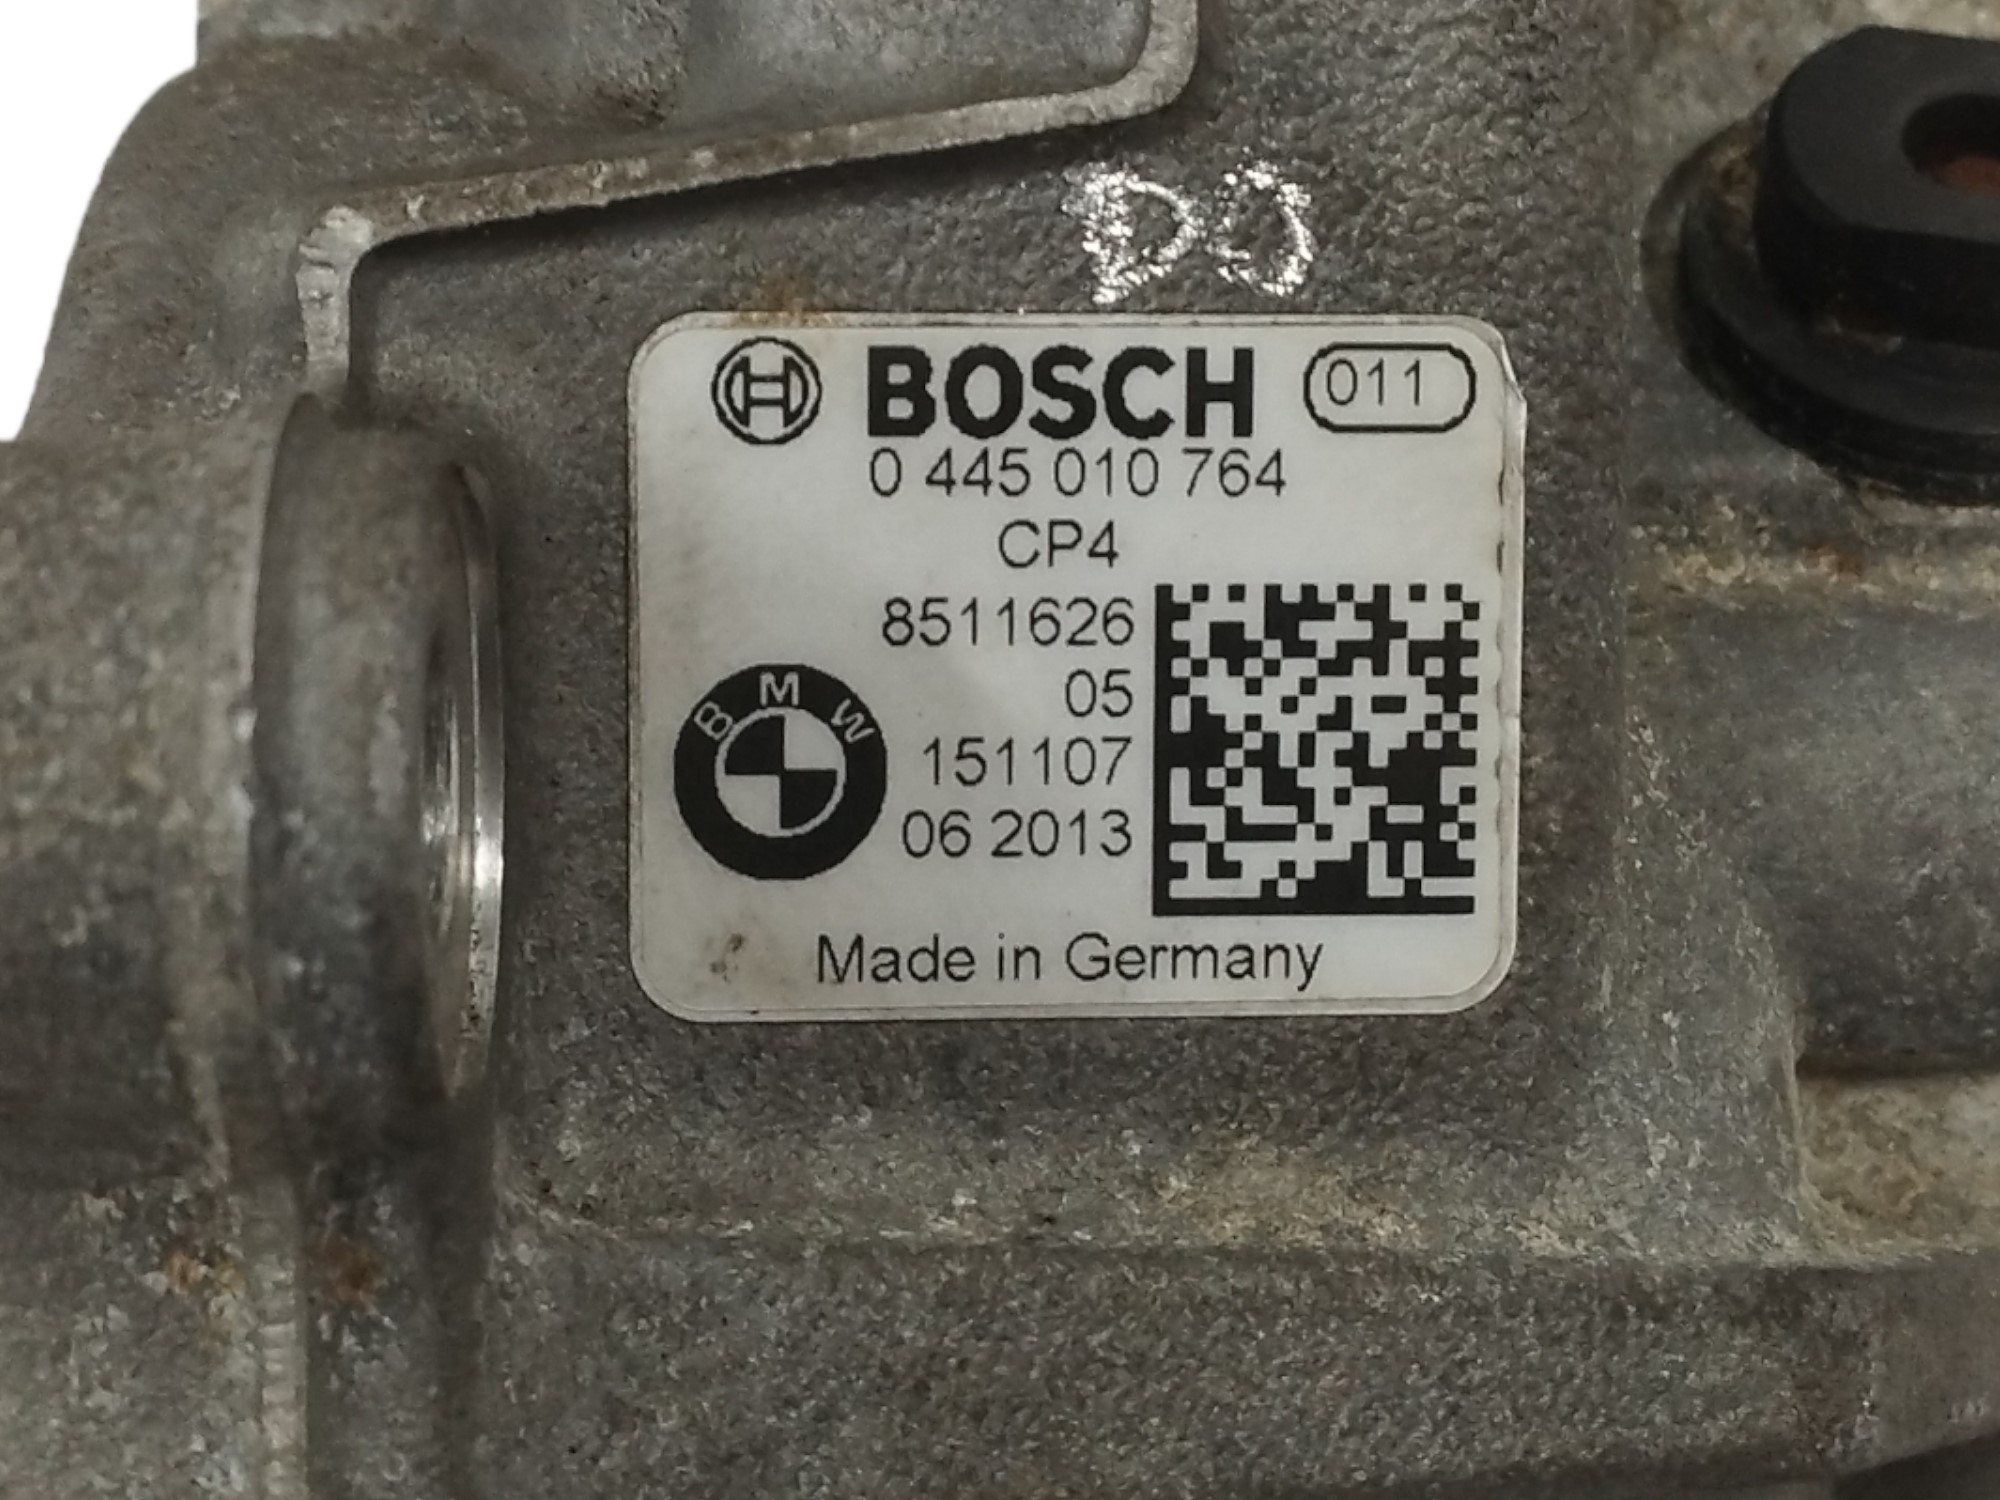 BOSCH 011
0 445 010 764
CP4
8511626
05
BMW
151107
06 2013
Made in Germany